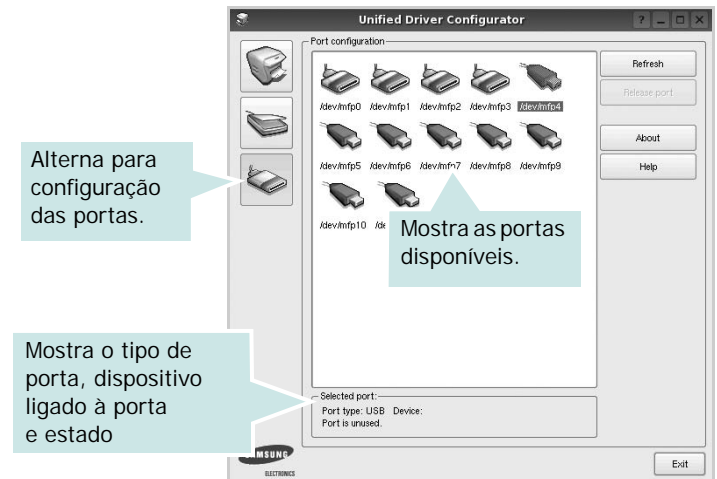 Unified Driver Configurator
Port configuration
/dev/mfp0 /dev/mfp1 /dev/mfp2 /dev/mfp3 /dev/mfp4
/dev/mfp5 /dev/mfp6 /dev/mfp7 /dev/mfp8 /dev/mfp9
/dev/mfp10
Refresh
Release port
About
Help
Alterna para
configuração
das portas.
Mostra as portas
disponíveis.
Mostra o tipo de
porta, dispositivo
ligado à porta
e estado
Selected port:
Port type: USB Device:
Port is unused.
ELECTRONICS
Exit